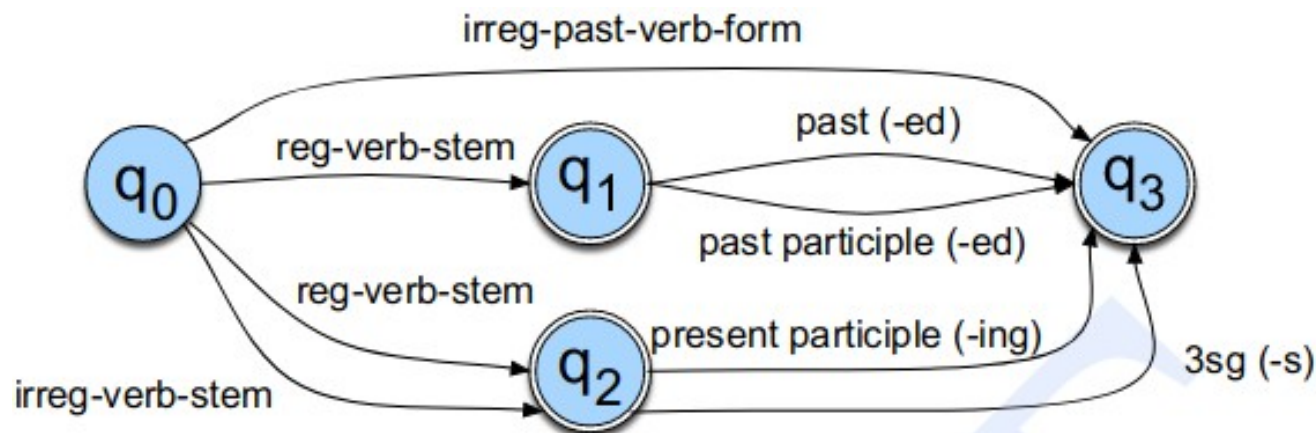 irreg-past-verb-form
past (-ed)
reg-verb-stem
q0
q1
q3
past participle (-ed)
reg-verb-stem
present participle (-ing)
q2
3sg (-s)
irreg-verb-stem